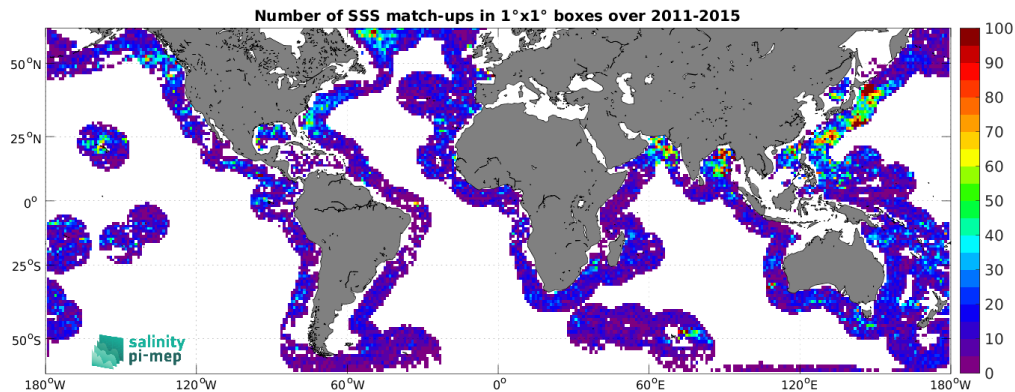 Number of SSS match-ups in 1°x1° boxes over 2011-2015
100
90
80
70
60
50
40
30
20
10
0
50°N
25°N
0°
25°S
50°S
salinity
pi-mep
180°W
120°W
60°W
0°
60°E
120°E
180°W